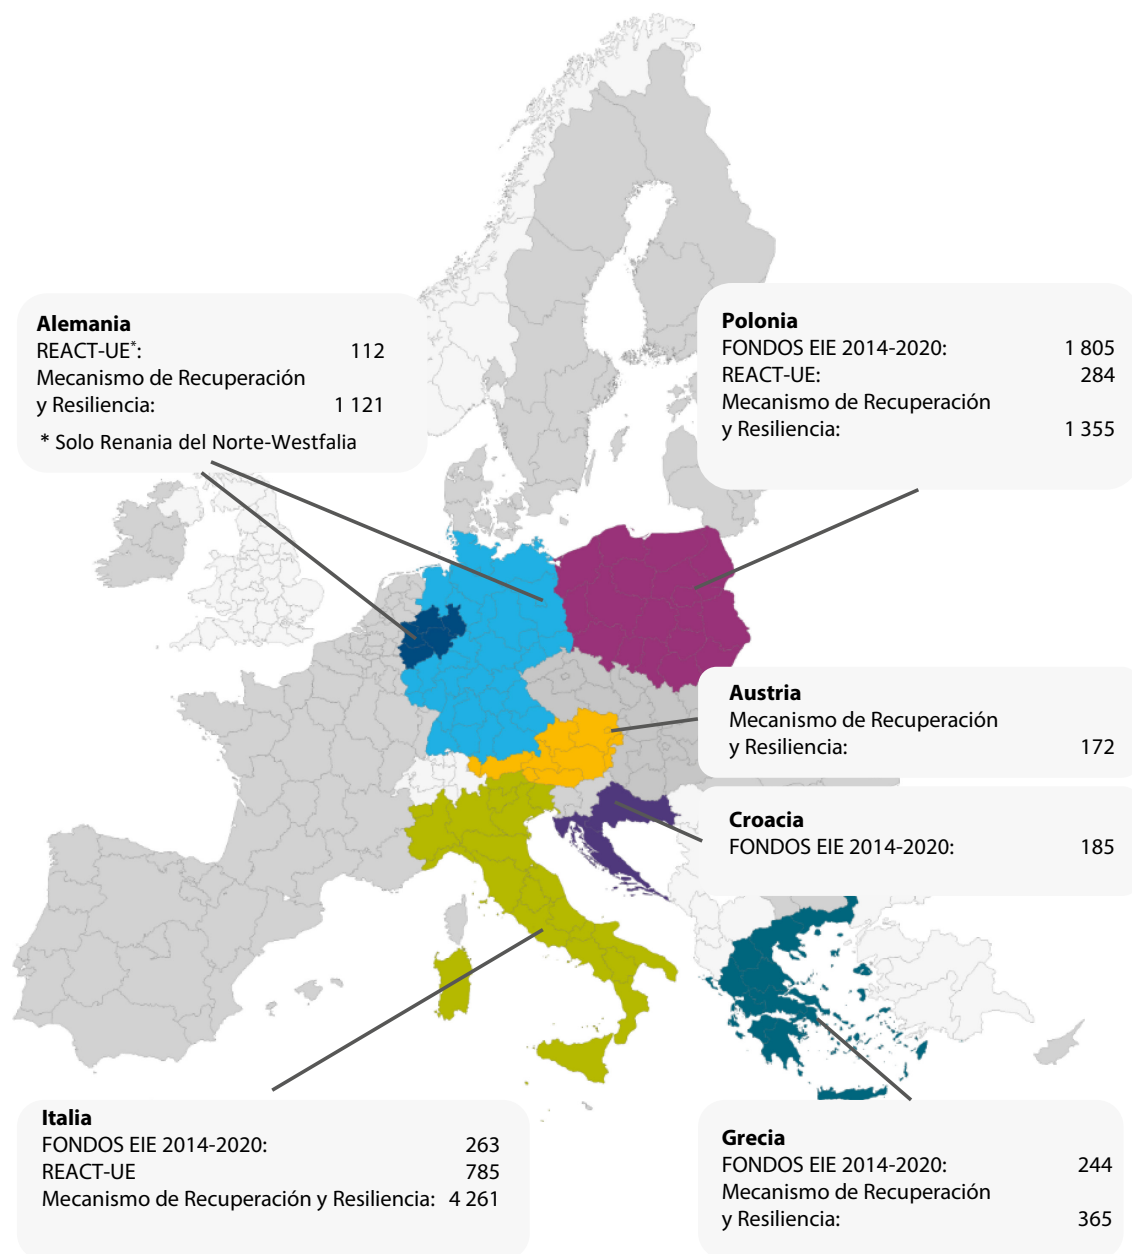 Alemania
REACT-UE*: 112
Mecanismo de Recuperación
y Resiliencia: 1 121
* Solo Renania del Norte-Westfalia
Polonia
FONDOS EIE 2014-2020: 1 805
REACT-UE: 284
Mecanismo de Recuperación
y Resiliencia: 1 355
Austria
Mecanismo de Recuperación
y Resiliencia: 172
Croacia
FONDOS EIE 2014-2020: 185
Italia
FONDOS EIE 2014-2020: 263
REACT-UE 785
Mecanismo de Recuperación y Resiliencia: 4 261
Grecia
FONDOS EIE 2014-2020: 244
Mecanismo de Recuperación
y Resiliencia: 365